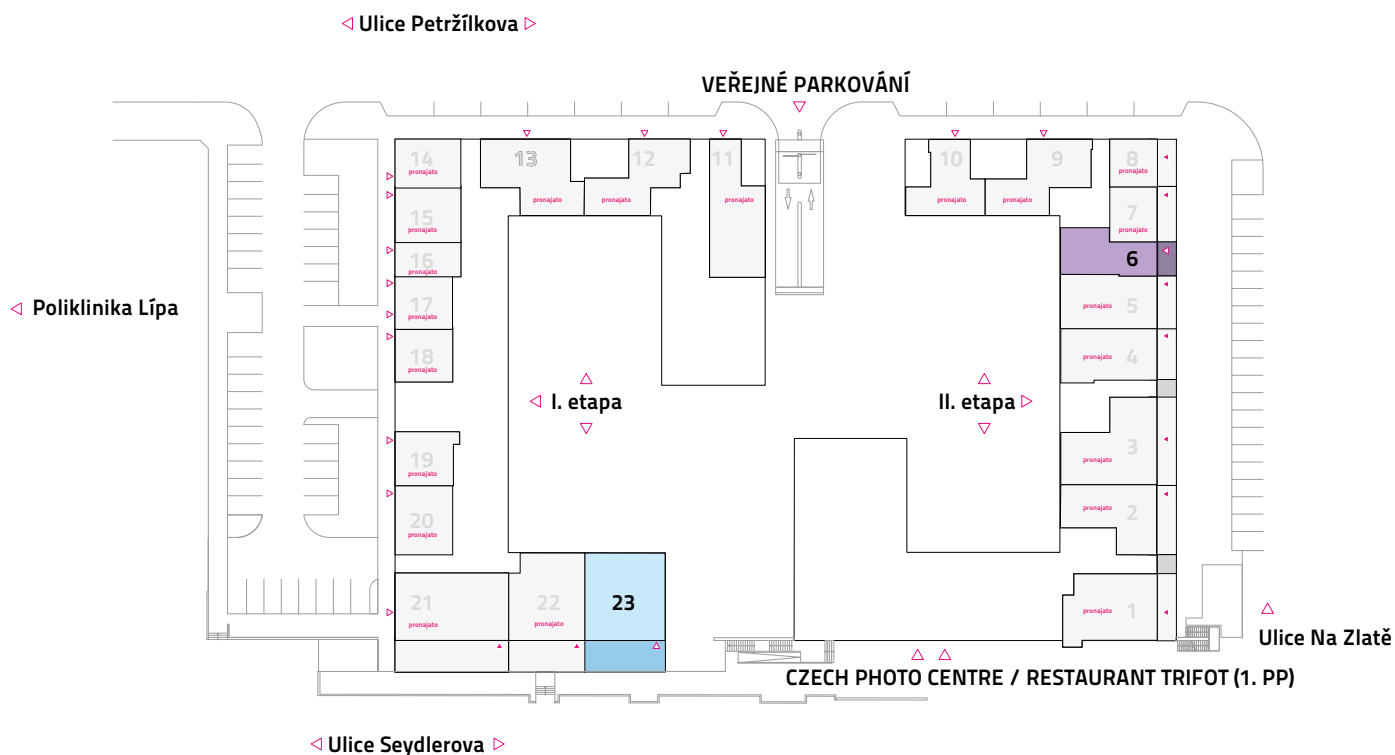 Ulice Petržílkova
VEŘEJNÉ PARKOVÁNÍ
14
pronajato
13
pronajato
12
pronajato
11
pronajato
10
pronajato
9
pronajato
8
pronajato
15
pronajato
7
pronajato
16
pronajato
6
Poliklinika Lípa
17
pronajato
pronajato 5
18
pronajato
pronajato 4
I. etapa
II. etapa
19
pronajato
pronajato 3
20
pronajato
pronajato 2
21
pronajato
22
pronajato
23
pronajato 1
Ulice Na Zlatě
CZECH PHOTO CENTRE / RESTAURANT TRIFOT (1. PP)
Ulice Seydlerova